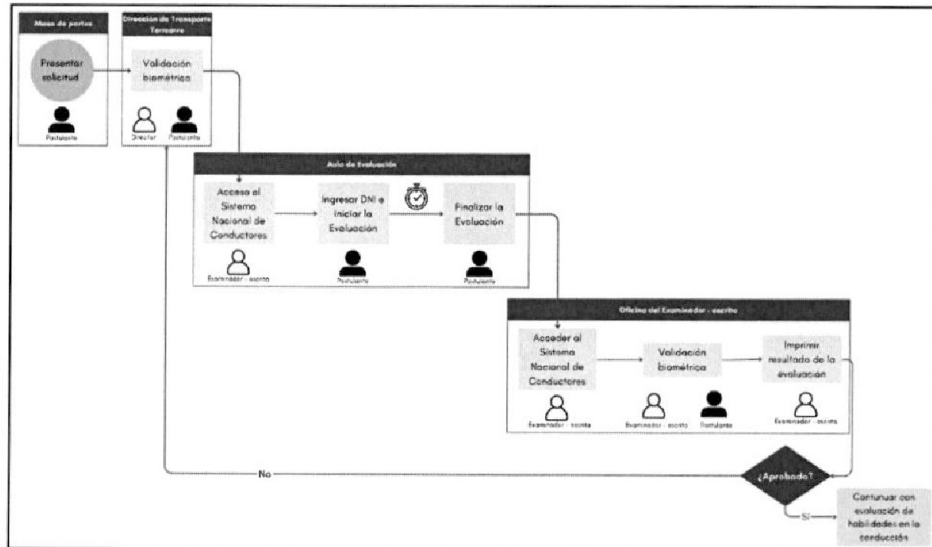 Mesa de partes
Presentar
solicitud
Postulante
Dirección de Transporte
Terrestre
Validación
biométrica
Director
Postulante
Aula de Evaluación
Acceso al
Sistema
Nacional de
Conductores
Examinador - escrito
Ingresar DNI e
iniciar la
Evaluación
Postulante
Finalizar la
Evaluación
Postulante
Oficina del Examinador - escrito
Acceder al
Sistema
Nacional de
Conductores
Examinador - escrito
Validación
biométrica
Examinador - escrito
Postulante
Imprimir
resultado de la
evaluación
Examinador - escrito
No
¿Aprobado?
Sí
Contunuar con
evaluación de
habilidades en la
conducción